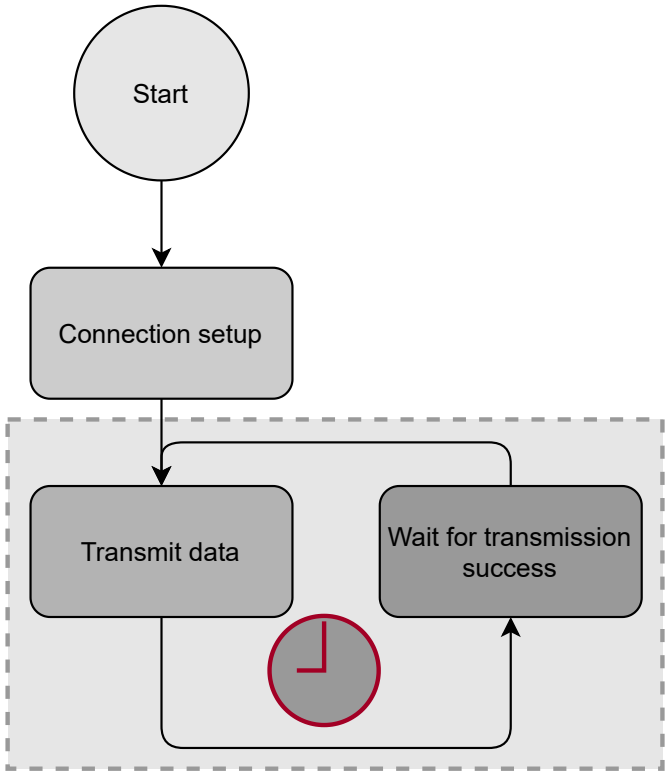 Start
Connection setup
Transmit data
Wait for transmission
success